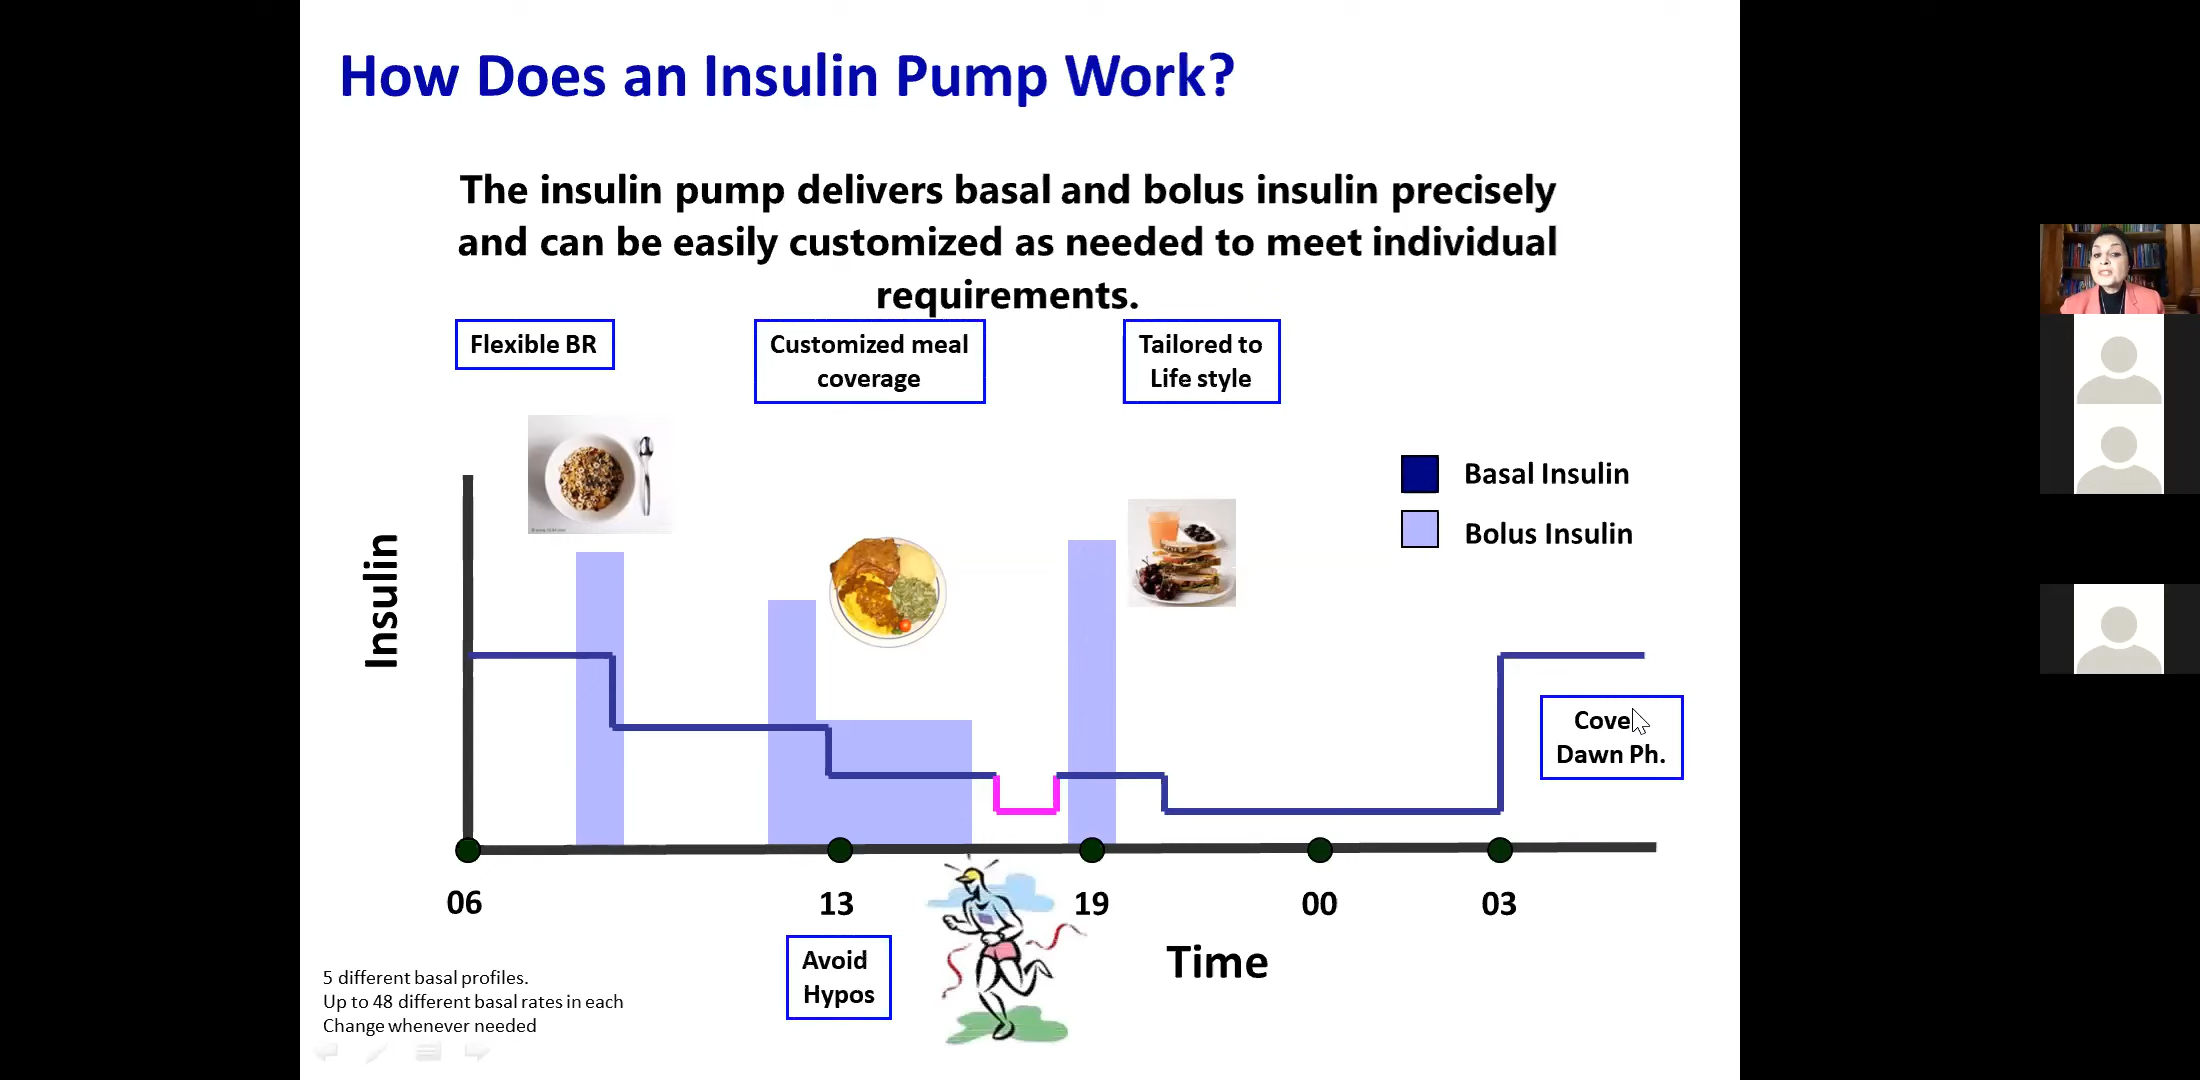 How Does an Insulin Pump Work?
The insulin pump delivers basal and bolus insulin precisely
and can be easily customized as needed to meet individual
requirements.
Flexible BR
Customized meal
coverage
Tailored to
Life style
Basal Insulin
Bolus Insulin
Insulin
Cove
Dawn Ph.
06
13
19
00
03
Time
Avoid
Hypos
5 different basal profiles.
Up to 48 different basal rates in each
Change whenever needed